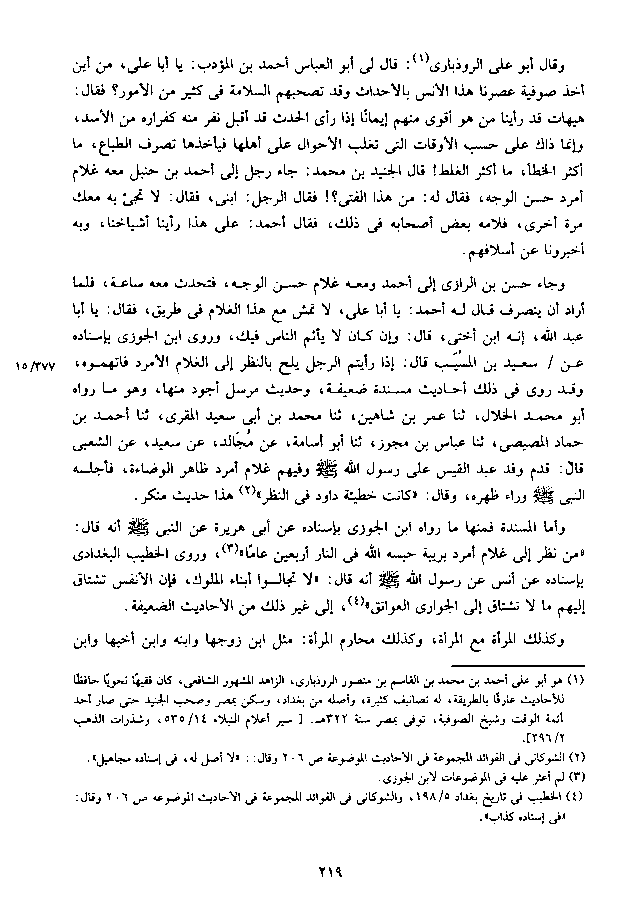 وقال أبو على الروذبارى(١): قال لى أبو العباس أحمد بن المؤدب: يا أبا على، من أين
أخذ صوفية عصرنا هذا الأنس بالأحداث وقد تصحبهم السلامة فى كثير من الأمور؟ فقال:
هيهات قد رأينا من هو أقوى منهم إيمانًا إذا رأى الحدث قد أقبل نفر منه كفراره من الأسد،
وإنما ذاك على حسب الأوقات التى تغلب الأحوال على أهلها فيأخذها تصرف الطباع، ما
أكثر الخطأ، ما أكثر الغلط! قال الجنيد بن محمد: جاء رجل إلى أحمد بن حنبل معه غلام
أمرد حسن الوجه، فقال له: من هذا الفتى؟! فقال الرجل: ابنى، فقال: لا تجئ به معك
مرة أخرى، فلامه بعض أصحابه فى ذلك، فقال أحمد: على هذا رأينا أشياخنا، وبه
أخبرونا عن أسلافهم.
وجاء حسن بن الرازى إلى أحمد ومعه غلام حسن الوجه، فتحدث معه ساعة، فلما
أراد أن ينصرف قال له أحمد: يا أبا على، لا تمش مع هذا الغلام فى طريق، فقال: يا أبا
عبد الله، إنه ابن أختى، قال: وإن كان لا يأثم الناس فيك، وروى ابن الجوزى بإسناده
عن / سعيد بن المسيَّب قال: إذا رأيتم الرجل يلح بالنظر إلى الغلام الأمرد فاتهموه، ١٥/٣٧٧
وقد روى فى ذلك أحاديث مسندة ضعيفة، وحديث مرسل أجود منها، وهو ما رواه
أبو محمد الخلال، ثنا عمر بن شاهين، ثنا محمد بن أبى سعيد المقرى، ثنا أحمد بن
حماد المصيصى، ثنا عباس بن مجوز، ثنا أبو أسامة، عن مُجَالد، عن سعيد، عن الشعبى
قال: قدم وفد عبد القيس على رسول الله ﷺ وفيهم غلام أمرد ظاهر الوضاءة، فأجلسه
النبى ﷺ وراء ظهره، وقال: «كانت خطيئة داود فى النظر»(٢) هذا حديث منكر.
وأما المسندة فمنها ما رواه ابن الجوزى بإسناده عن أبى هريرة عن النبى ﷺ أنه قال:
«من نظر إلى غلام أمرد بريبة حبسه الله فى النار أربعين عامًا»(٣)، وروى الخطيب البغدادى
بإسناده عن أنس عن رسول الله ﷺ أنه قال: «لا تجالسوا أبناء الملوك، فإن الأنفس تشتاق
إليهم ما لا تشتاق إلى الجوارى العواتق»(٤)، إلى غير ذلك من الأحاديث الضعيفة.
وكذلك المرأة مع المرأة، وكذلك محارم المرأة: مثل ابن زوجها وابنه وابن أخيها وابن
(١) هو أبو على أحمد بن محمد بن القاسم بن منصور الروذبارى، الزاهد المشهور الشافعى، كان فقيهًا نحويًا حافظًا
للأحاديث عارفًا بالطريقة، له تصانيف كثيرة، وأصله من بغداد، وسكن بمصر وصحب الجنيد حتى صار أحد
أئمة الوقت وشيخ الصوفية، توفى بمصر سنة ٣٢٢هـ. [ سير أعلام النبلاء ١٤/ ٥٣٥، وشذرات الذهب
٢/ ٢٩٦].
(٢) الشوكانى فى الفوائد المجموعة فى الأحاديث الموضوعة ص ٢٠٦ وقال: : «لا أصل له، فى إسناده مجاهيل».
(٣) لم أعثر عليه فى الموضوعات لابن الجوزى.
(٤) الخطيب فى تاريخ بغداد ٥/ ١٩٨، والشوكانى فى الفوائد المجموعة فى الأحاديث الموضوعه ص ٢٠٦ وقال:
«فى إسناده كذاب».
٢١٩